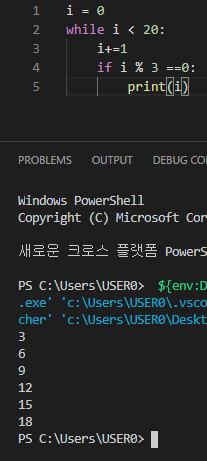 1 i = 0
2 while i < 20:
3 i+=1
4 if i % 3 ==0:
5 print(i)
PROBLEMS OUTPUT DEBUG CO
Windows PowerShell
Copyright (C) Microsoft Cor
새로운 크로스 플랫폼 PowerS
PS C:\Users\USER0> ${env:D
.exe' 'c:\Users\USER0\.vsco
cher' 'c:\Users\USER0\Deskt
3
6
9
12
15
18
PS C:\Users\USER0>